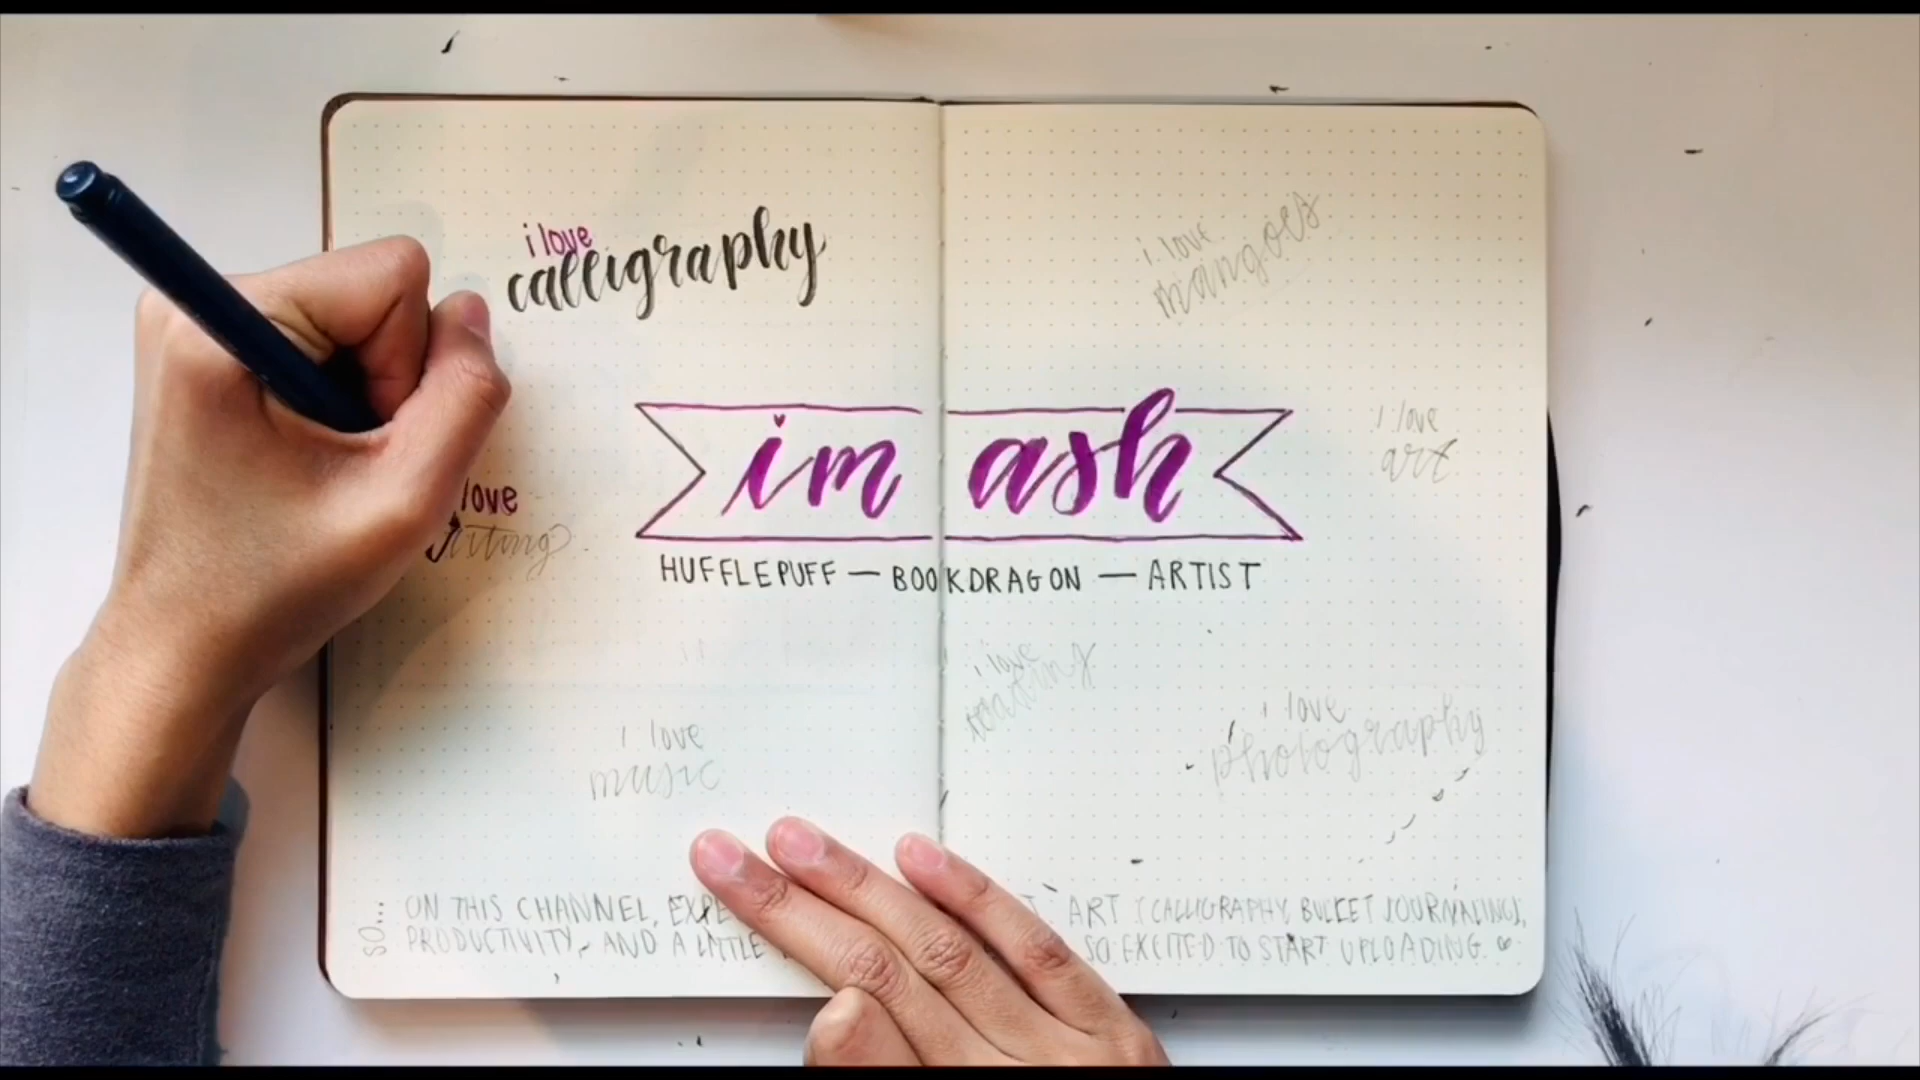 i love
calligraphy
i love
mangoes
im ash
i love
art
love
HUFFLEPUFF — BOOKDRAGON — ARTIST
i love
i love
music
i love
photography
SO... ON THIS CHANNEL, ART (CALLIGRAPHY, BULLET JOURNALING),
PRODUCTIVITY, AND A LITTLE SO EXCITED TO START UPLOADING.